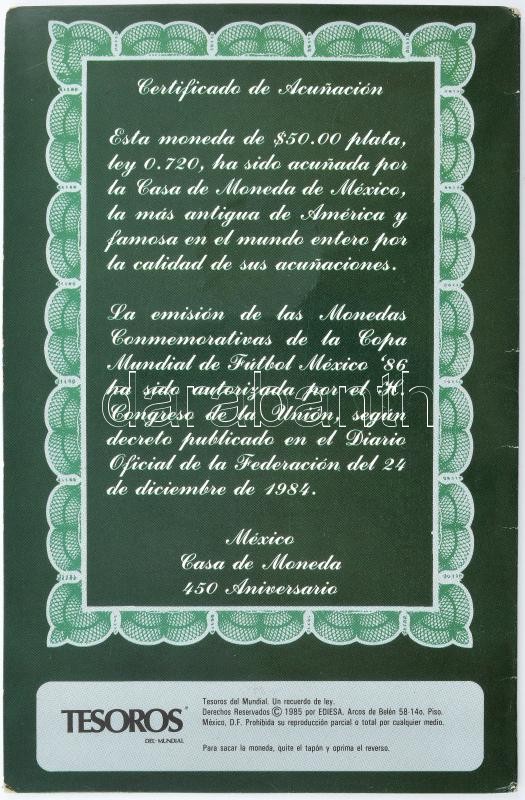 Certificado de Acuñación
Esta moneda de $50.00 plata,
ley 0.720, ha sido acuñada por
la Casa de Moneda de México,
la más antigua de América y
famosa en el mundo entero por
la calidad de sus acuñaciones.
La emisión de las Monedas
Conmemorativas de la Copa
Mundial de Fútbol México '86
ha sido autorizada por el H.
Congreso de la Unión, según
decreto publicado en el Diario
Oficial de la Federación del 24
de diciembre de 1984.
México
Casa de Moneda
450 Aniversario
darabanth
TESOROS
DEL MUNDIAL
Tesoros del Mundial. Un recuerdo de ley.
Derechos Reservados © 1985 por EDIESA. Arcos de Belén 58-14o. Piso.
México, D.F. Prohibida su reproducción parcial o total por cualquier medio.
Para sacar la moneda, quite el tapón y oprima el reverso.